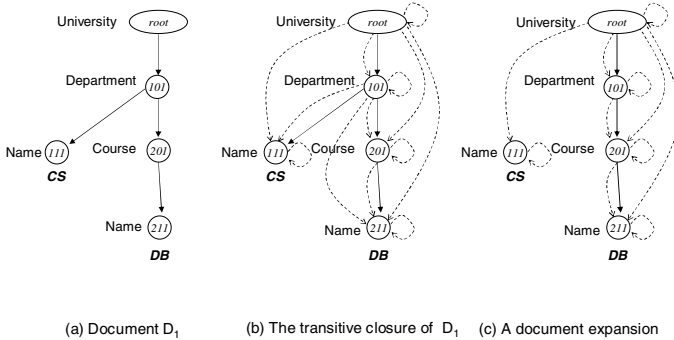 University root
Department 101
Name 111 Course 201
CS
Name 211
DB
(a) Document D1
University root
Department 101
Name 111 Course 201
CS
Name 211
DB
(b) The transitive closure of D1
University root
Department 101
Name 111 Course 201
CS
Name 211
DB
(c) A document expansion